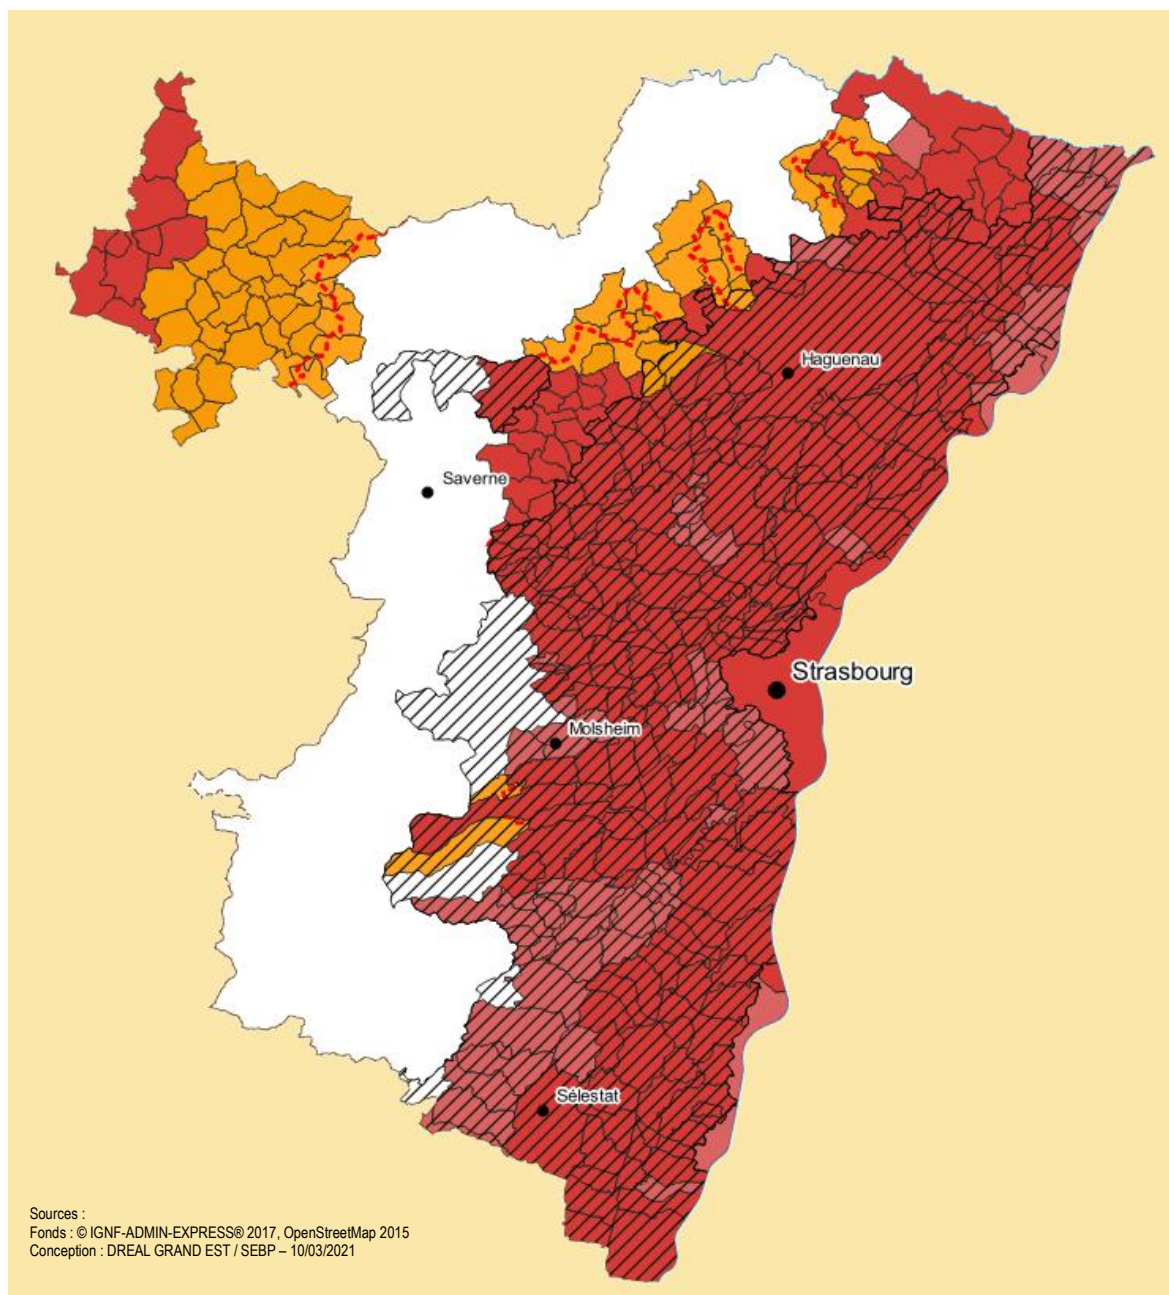 Haguenau
Saverne
Strasbourg
Molsheim
Sélestat
Sources :
Fonds : © IGNF-ADMIN-EXPRESS® 2017, OpenStreetMap 2015
Conception : DREAL GRAND EST / SEBP – 10/03/2021